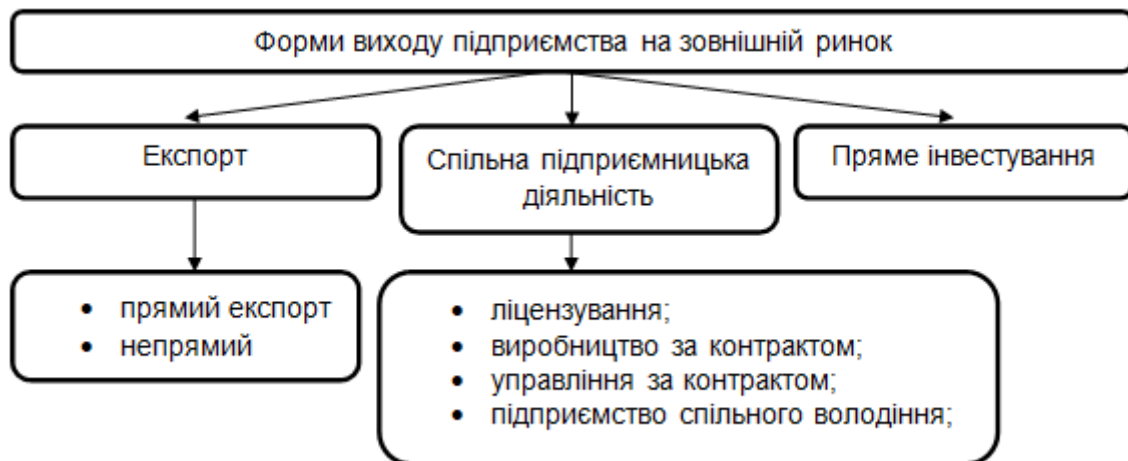 Форми виходу підприємства на зовнішній ринок
Експорт
Спільна підприємницька
діяльність
Пряме інвестування
• прямий експорт
• непрямий
• ліцензування;
• виробництво за контрактом;
• управління за контрактом;
• підприємство спільного володіння;